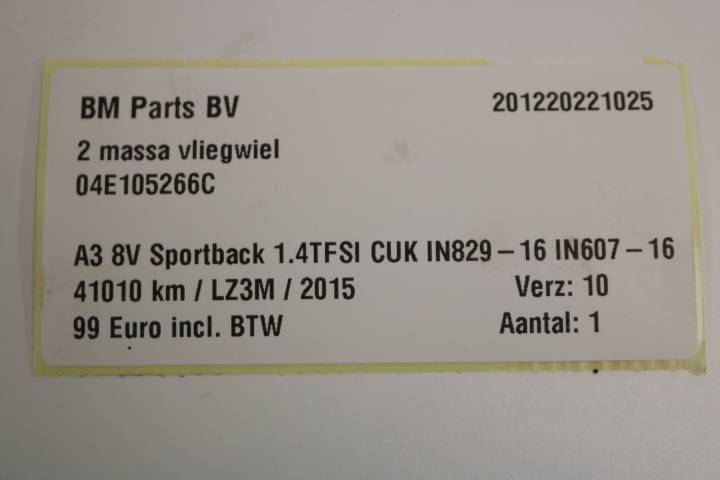 BM Parts BV 201220221025
2 massa vliegwiel
04E105266C
A3 8V Sportback 1.4TFSI CUK IN829-16 IN607-16
41010 km / LZ3M / 2015 Verz: 10
99 Euro incl. BTW Aantal: 1